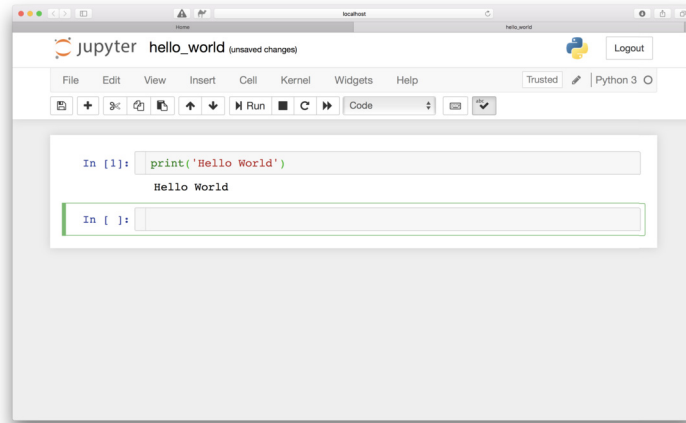 localhost
Home
hello_world
jupyter hello_world (unsaved changes)
Logout
File Edit View Insert Cell Kernel Widgets Help
Trusted Python 3
Run Code
abc
In [1]: print('Hello World')
Hello World
In [ ]: